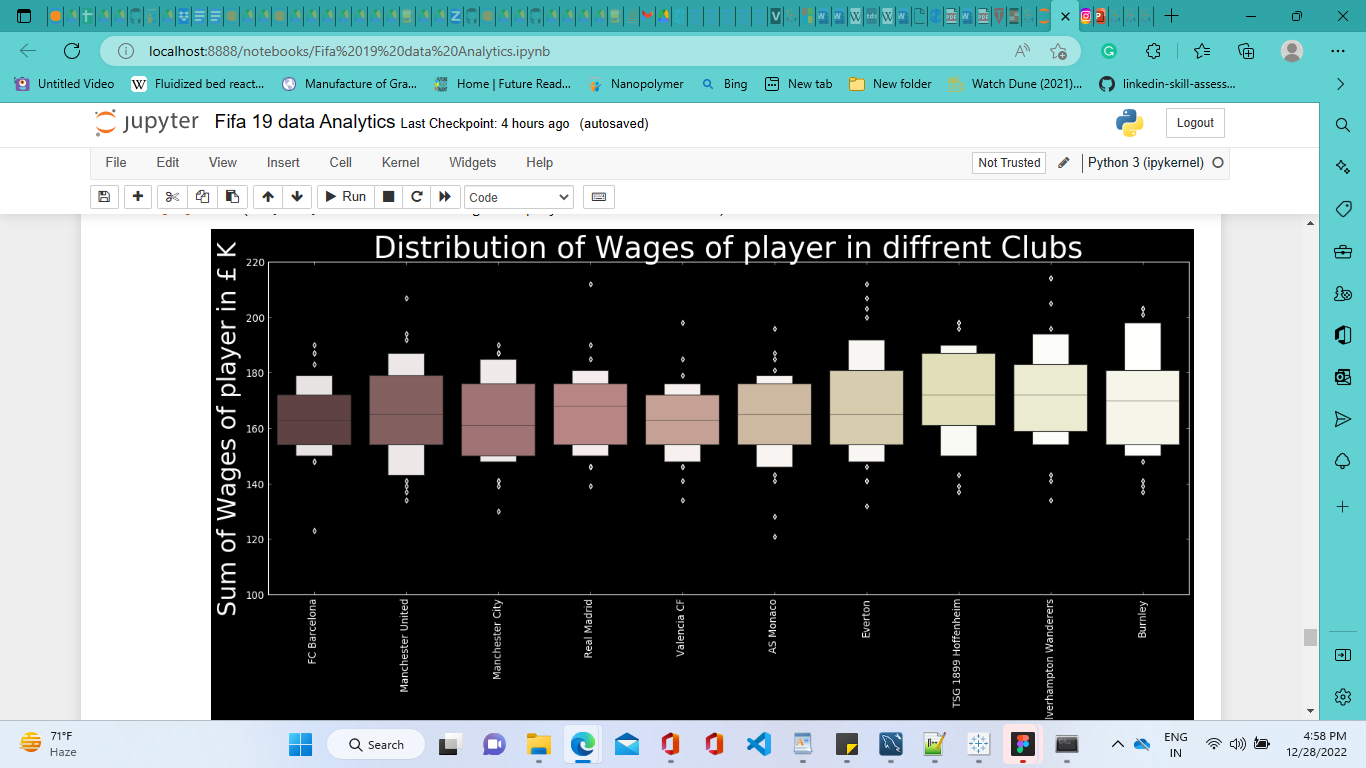 localhost:8888/notebooks/Fifa%2019%20data%20Analytics.ipynb
Untitled Video Fluidized bed react... Manufacture of Gra... Home | Future Read... Nanopolymer Bing New tab New folder Watch Dune (2021)... linkedin-skill-assess...
jupyter Fifa 19 data Analytics Last Checkpoint: 4 hours ago (autosaved) Logout
File Edit View Insert Cell Kernel Widgets Help Not Trusted Python 3 (ipykernel)
Run Code
Distribution of Wages of player in diffrent Clubs
Sum of Wages of player in £ K
220
200
180
160
140
120
100
FC Barcelona
Manchester United
Manchester City
Real Madrid
Valencia CF
AS Monaco
Everton
TSG 1899 Hoffenheim
lverhampton Wanderers
Burnley
71°F
Haze
Search
ENG
IN
4:58 PM
12/28/2022